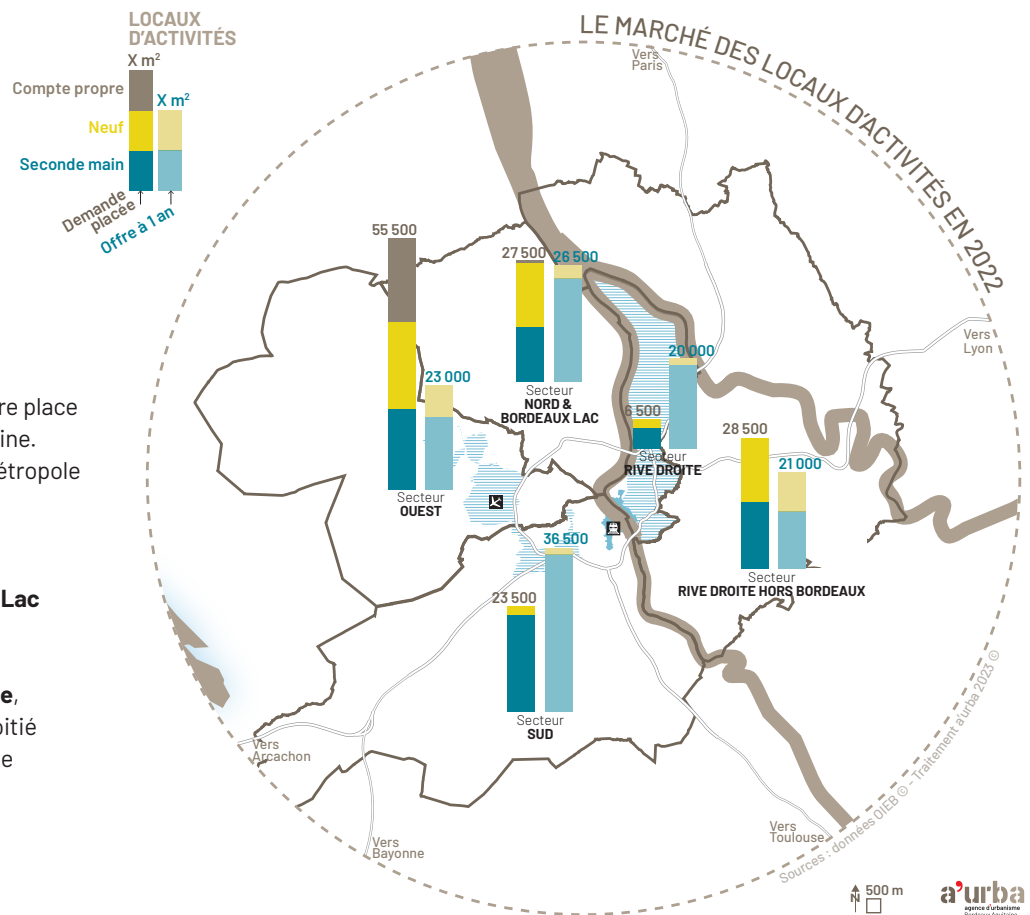 LOCAUX
D'ACTIVITÉS
X m²
Compte propre
X m²
Neuf
Seconde main
Demande
placée
Offre à 1 an
LE MARCHÉ DES LOCAUX D'ACTIVITÉS EN 2022
Vers
Paris
55 500
27 500
26 500
Vers
Lyon
20 000
23 000
re place
ine.
étropole
Secteur
NORD &
BORDEAUX LAC
6 500
28 500
Secteur
RIVE DROITE
21 000
Secteur
OUEST
36 500
Secteur
RIVE DROITE HORS BORDEAUX
Lac
23 500
e,
oitié
e
Secteur
SUD
Vers
Arcachon
Vers
Bayonne
Vers
Toulouse
Sources : données OIEB © - Traitement a'urba 2023 ©
N
500 m
a'urba
agence d'urbanisme
Bordeaux Aquitaine